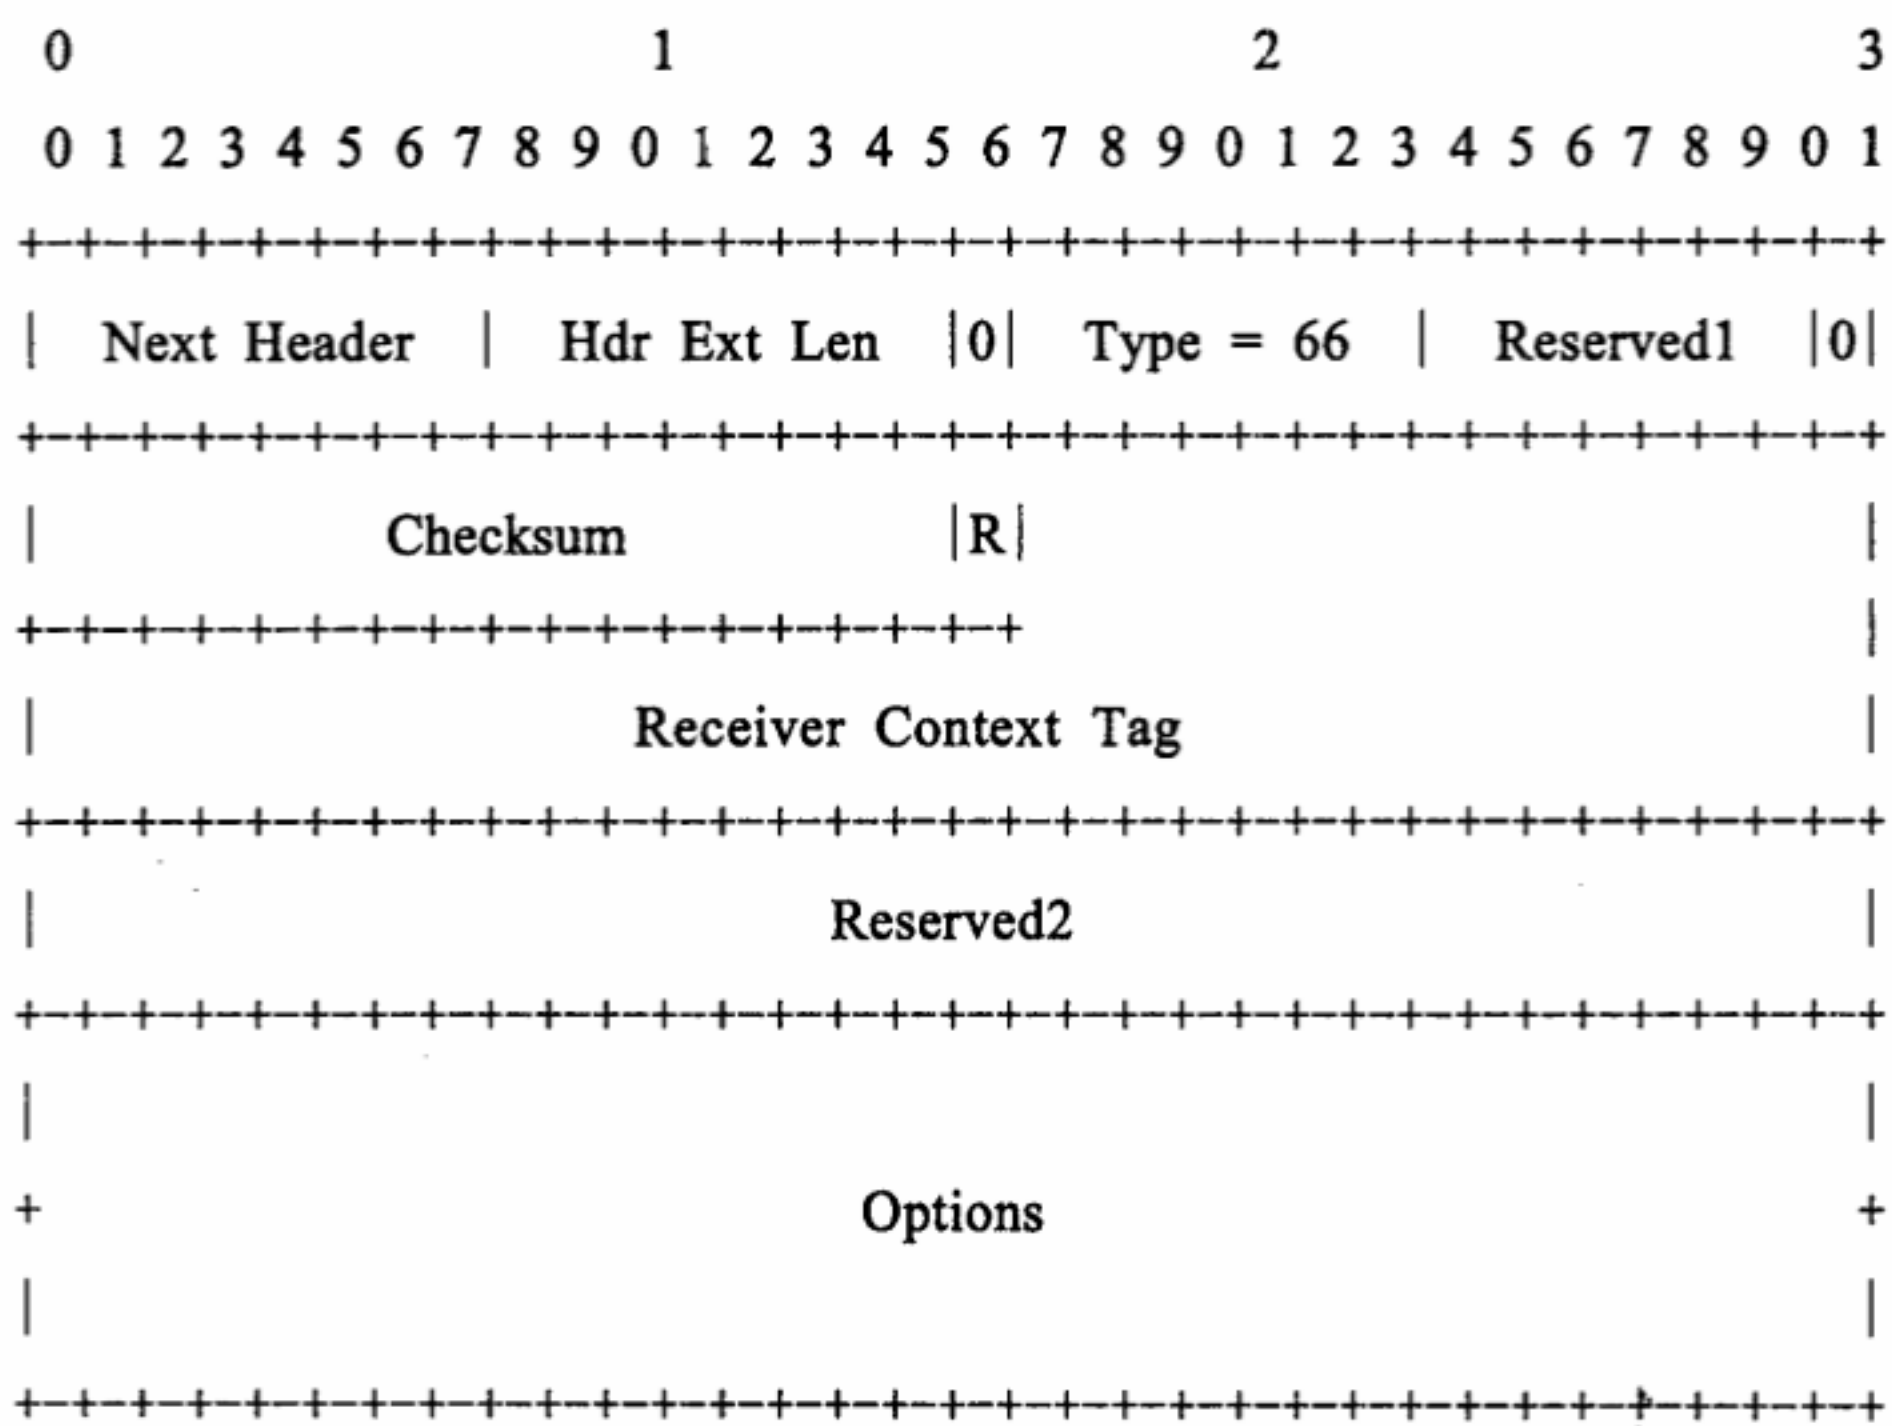 0 1 2 3
0 1 2 3 4 5 6 7 8 9 0 1 2 3 4 5 6 7 8 9 0 1 2 3 4 5 6 7 8 9 0 1
+-+-+-+-+-+-+-+-+-+-+-+-+-+-+-+-+-+-+-+-+-+-+-+-+-+-+-+-+-+-+-+-+
| Next Header | Hdr Ext Len |0| Type = 66 | Reserved1 |0|
+-+-+-+-+-+-+-+-+-+-+-+-+-+-+-+-+-+-+-+-+-+-+-+-+-+-+-+-+-+-+-+-+
| Checksum |R| |
+-+-+-+-+-+-+-+-+-+-+-+-+-+-+-+-+-+ |
| Receiver Context Tag |
+-+-+-+-+-+-+-+-+-+-+-+-+-+-+-+-+-+-+-+-+-+-+-+-+-+-+-+-+-+-+-+-+
| Reserved2 |
+-+-+-+-+-+-+-+-+-+-+-+-+-+-+-+-+-+-+-+-+-+-+-+-+-+-+-+-+-+-+-+-+
| |
+ Options +
| |
+-+-+-+-+-+-+-+-+-+-+-+-+-+-+-+-+-+-+-+-+-+-+-+-+-+-+-+-+-+-+-+-+